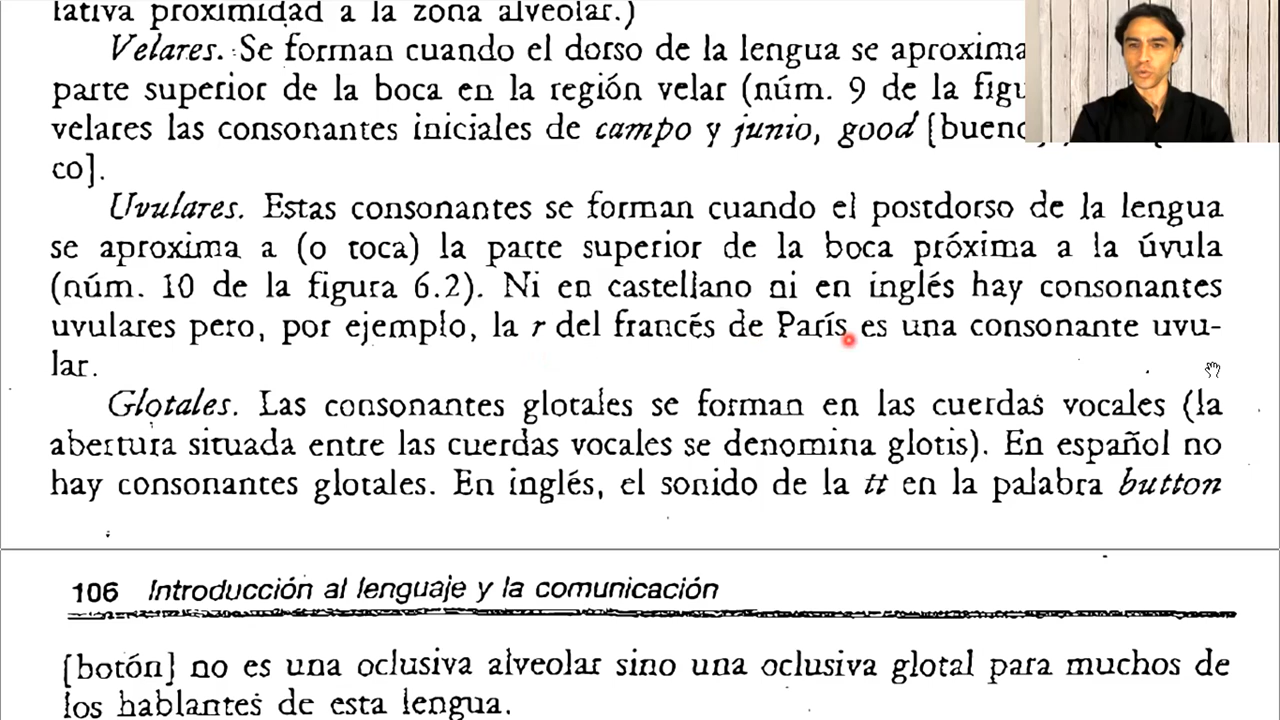 lativa proximidad a la zona alveolar.)
Velares. Se forman cuando el dorso de la lengua se aproxima
parte superior de la boca en la región velar (núm. 9 de la
velares las consonantes iniciales de campo y junio, good [bueno
co].
Uvulares. Estas consonantes se forman cuando el postdorso de la lengua
se aproxima a (o toca) la parte superior de la boca próxima a la úvula
(núm. 10 de la figura 6.2). Ni en castellano ni en inglés hay consonantes
uvulares pero, por ejemplo, la r del francés de París es una consonante uvu-
lar.
Glotales. Las consonantes glotales se forman en las cuerdas vocales (la
abertura situada entre las cuerdas vocales se denomina glotis). En español no
hay consonantes glotales. En inglés, el sonido de la tt en la palabra button
106 Introducción al lenguaje y la comunicación
[botón] no es una oclusiva alveolar sino una oclusiva glotal para muchos de
los hablantes de esta lengua.